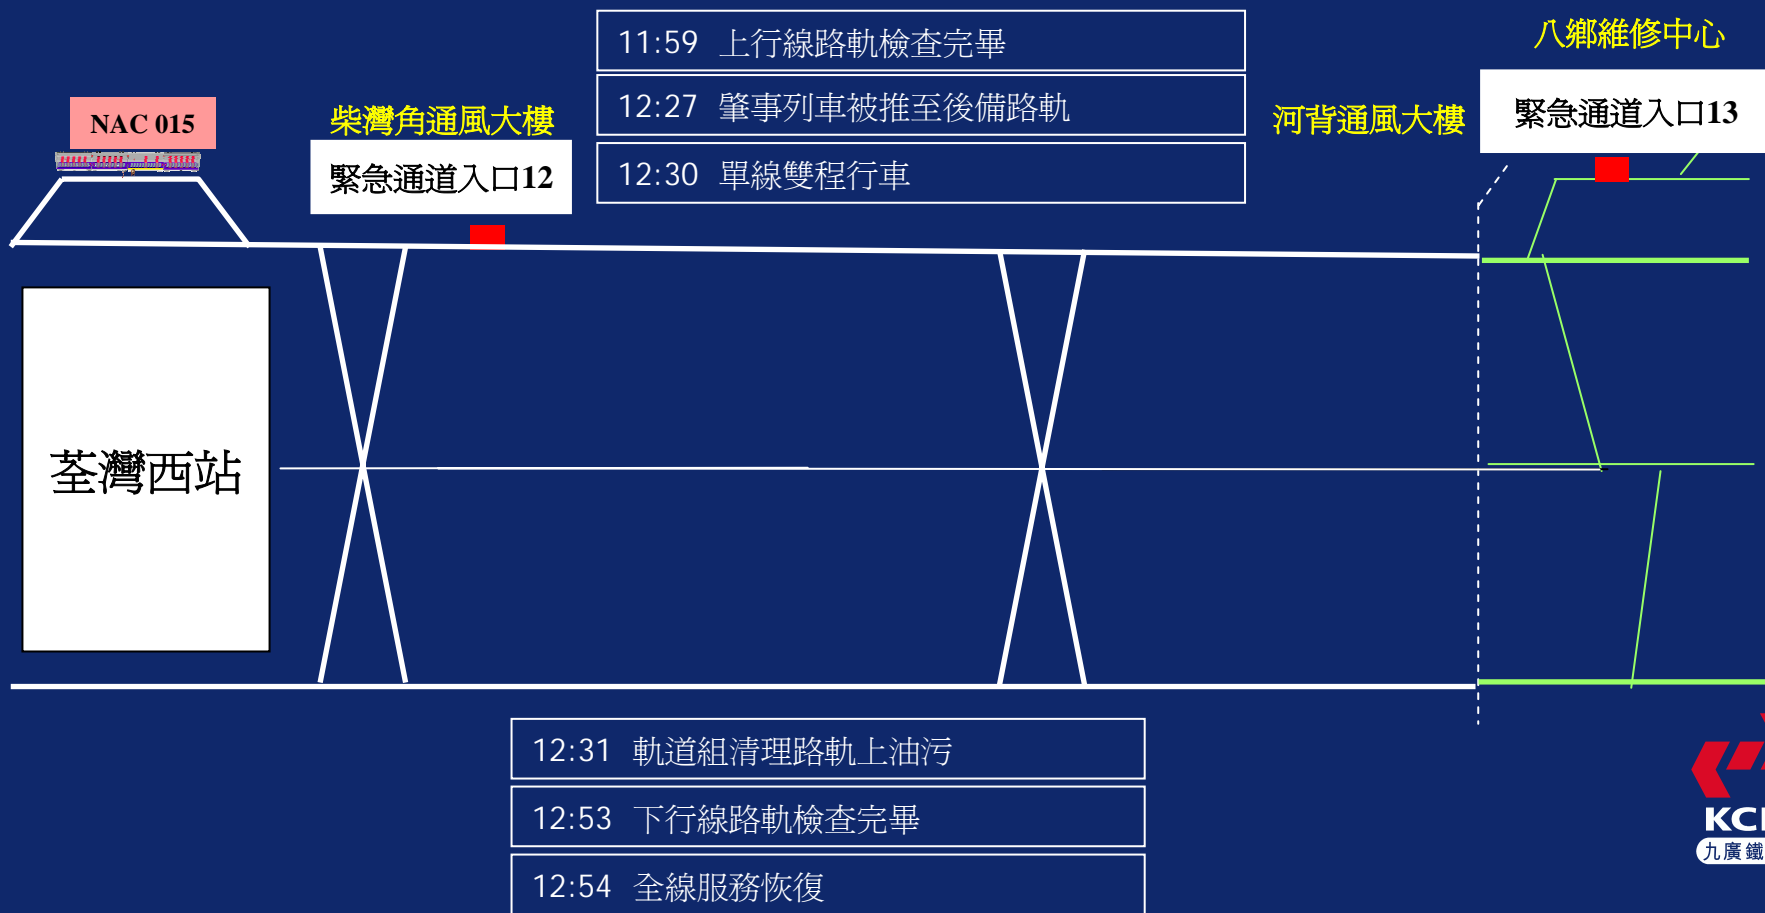 11:59 上行線路軌檢查完畢
八鄉維修中心
12:27 肇事列車被推至後備路軌
NAC 015
柴灣角通風大樓
河背通風大樓
緊急通道入口13
緊急通道入口12
12:30 單線雙程行車
荃灣西站
12:31 軌道組清理路軌上油污
12:53 下行線路軌檢查完畢
12:54 全線服務恢復
KC
九廣鐵